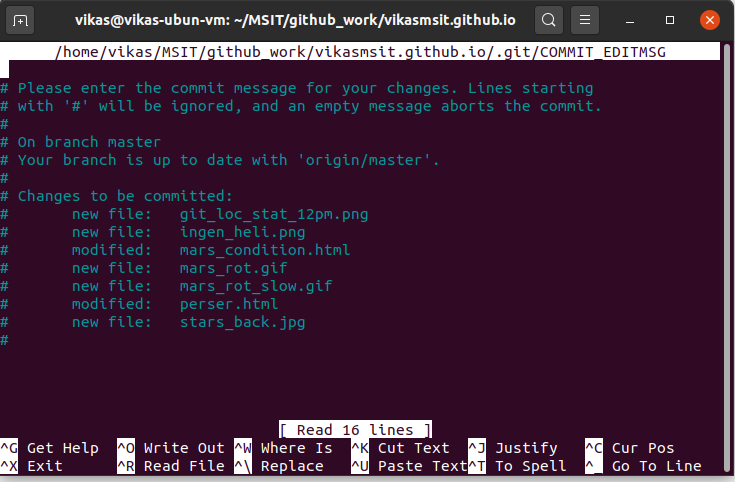 vikas@vikas-ubun-vm: ~/MSIT/github_work/vikasmsit.github.io
/home/vikas/MSIT/github_work/vikasmsit.github.io/.git/COMMIT_EDITMSG
# Please enter the commit message for your changes. Lines starting
# with '#' will be ignored, and an empty message aborts the commit.
#
# On branch master
# Your branch is up to date with 'origin/master'.
#
# Changes to be committed:
#       new file:   git_loc_stat_12pm.png
#       new file:   ingen_heli.png
#       modified:   mars_condition.html
#       new file:   mars_rot.gif
#       new file:   mars_rot_slow.gif
#       modified:   perser.html
#       new file:   stars_back.jpg
#
[ Read 16 lines ]
^G Get Help  ^O Write Out ^W Where Is  ^K Cut Text  ^J Justify   ^C Cur Pos
^X Exit      ^R Read File ^\ Replace   ^U Paste Text^T To Spell  ^_ Go To Line